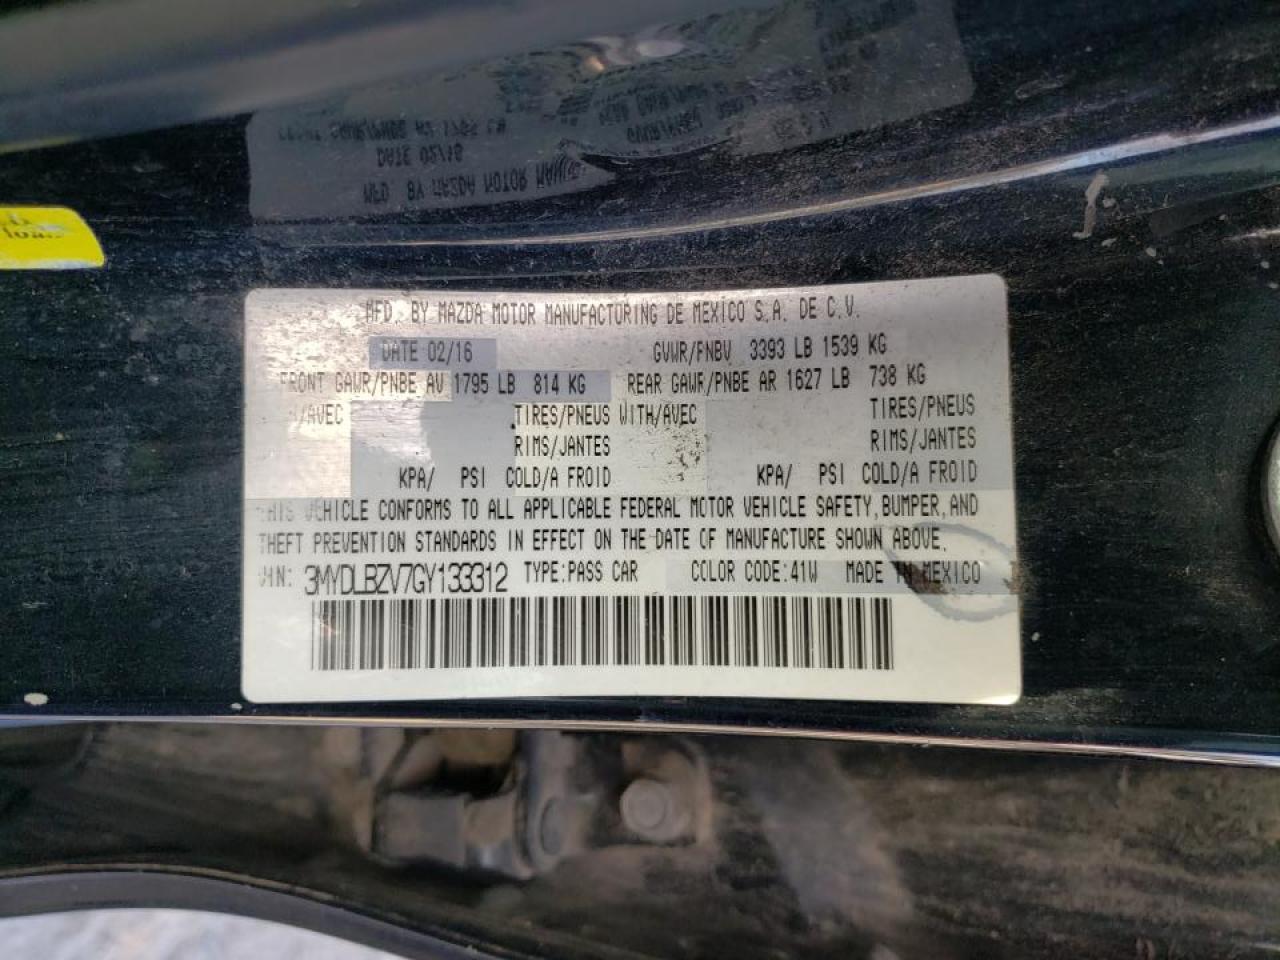 MFD. BY MAZDA MOTOR MANUFACTURING DE MEXICO S.A. DE C.V.
DATE 02/16 GVWR/PNBV 3393 LB 1539 KG
FRONT GAWR/PNBE AV 1795 LB 814 KG REAR GAWR/PNBE AR 1627 LB 738 KG
/AVEC TIRES/PNEUS WITH/AVEC TIRES/PNEUS
RIMS/JANTES RIMS/JANTES
KPA/ PSI COLD/A FROID KPA/ PSI COLD/A FROID
THIS VEHICLE CONFORMS TO ALL APPLICABLE FEDERAL MOTOR VEHICLE SAFETY, BUMPER, AND
THEFT PREVENTION STANDARDS IN EFFECT ON THE DATE OF MANUFACTURE SHOWN ABOVE.
VIN: 3MYDLBZV7GY133312 TYPE:PASS CAR COLOR CODE:41W MADE IN MEXICO